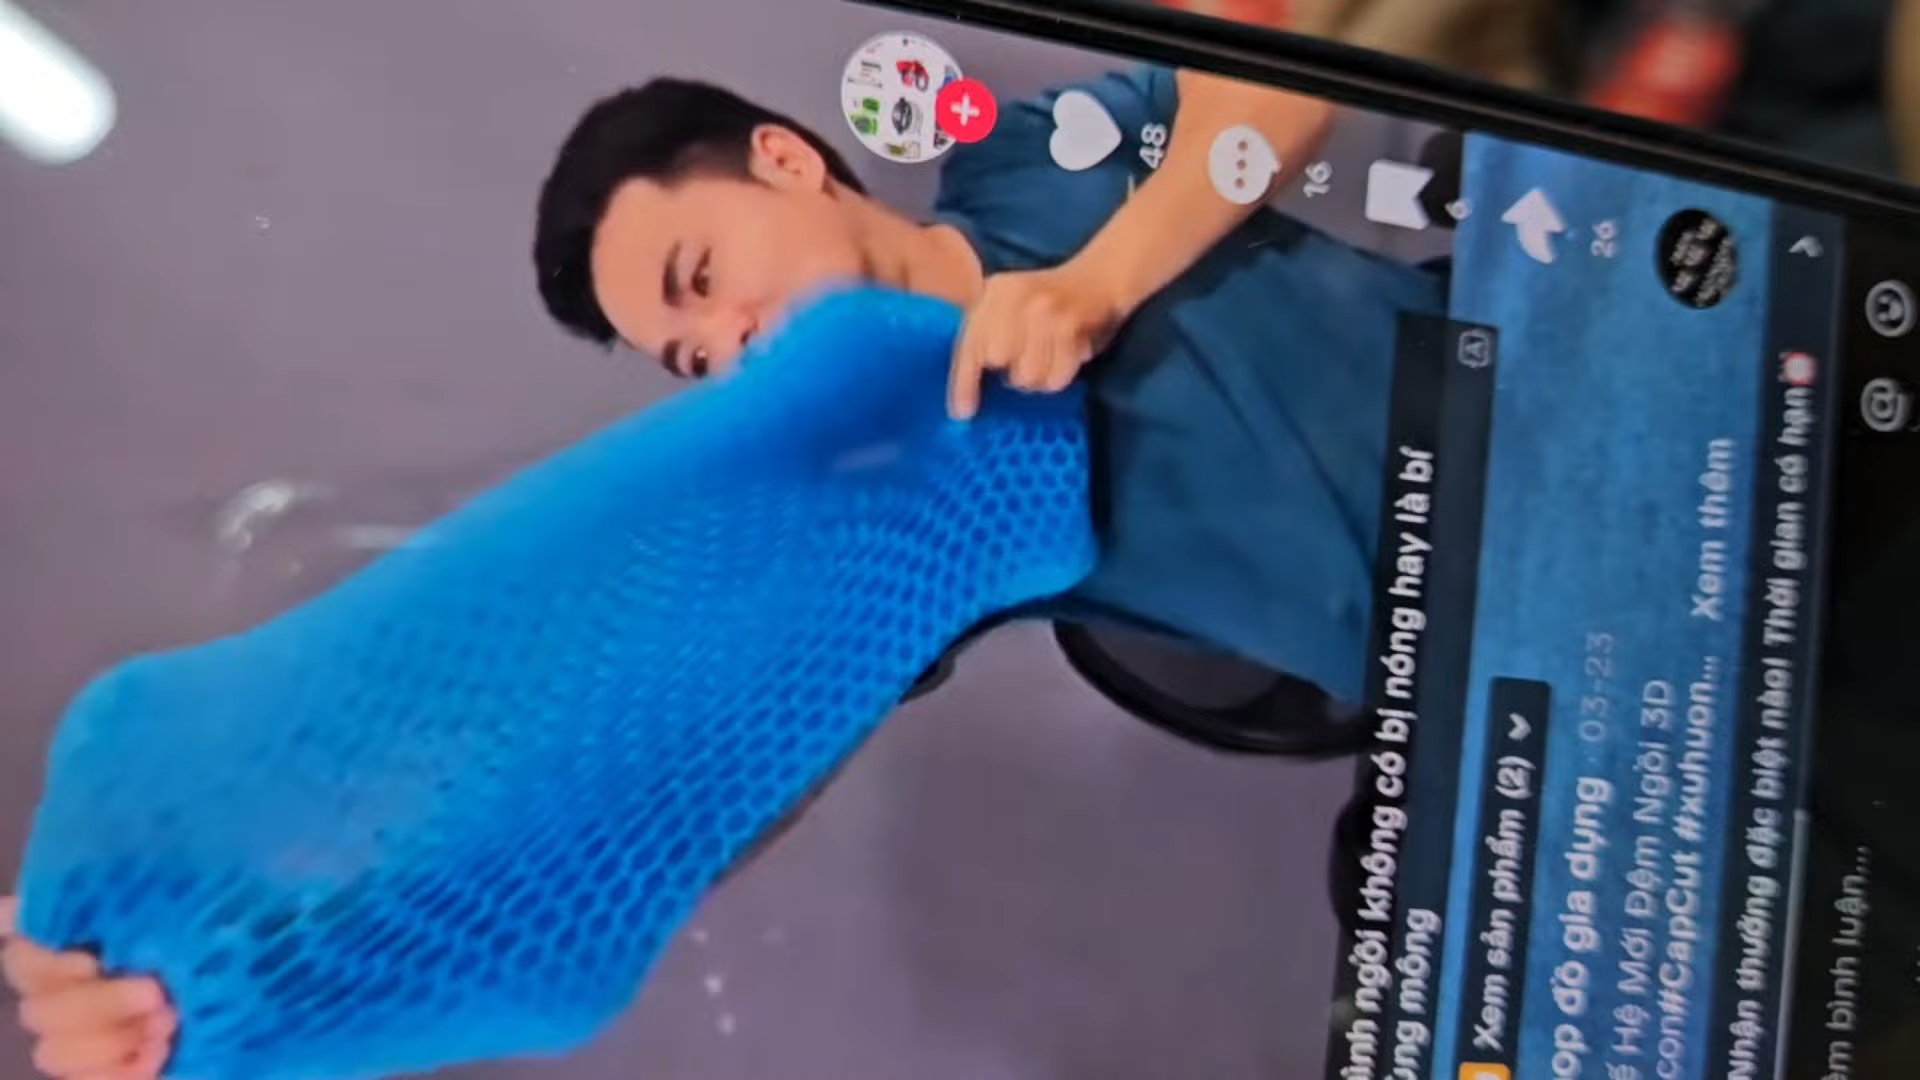 48
16
6
26
ình ngồi không có bị nóng hay là bí
ùng mông
Xem sản phẩm (2)
op đồ gia dụng · 03-23
ế Hệ Mới Đệm Ngồi 3D
con#CapCut #xuhuon... Xem thêm
Nhận thưởng đặc biệt nào! Thời gian có hạn
êm bình luận...